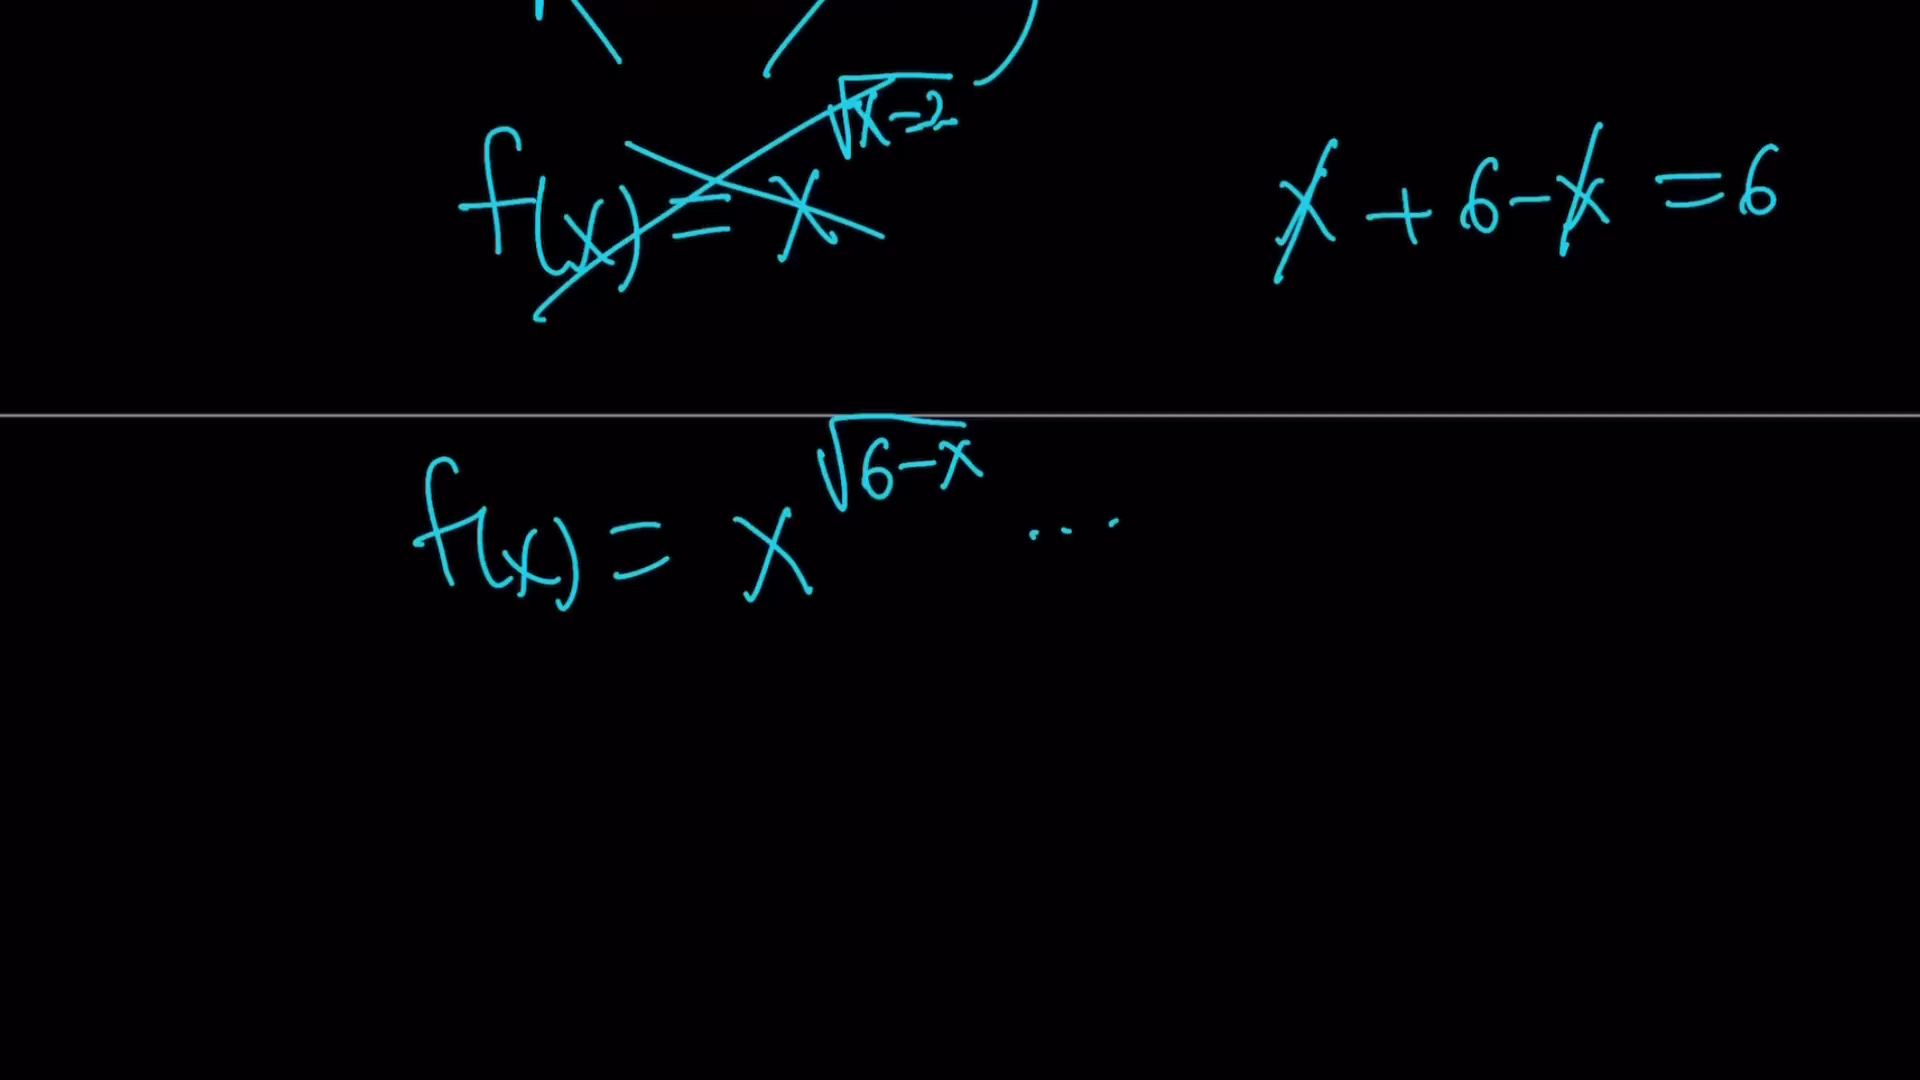 f(x) = x^√(x-2)
x + 6 - x = 6
f(x) = x^√(6-x) ...